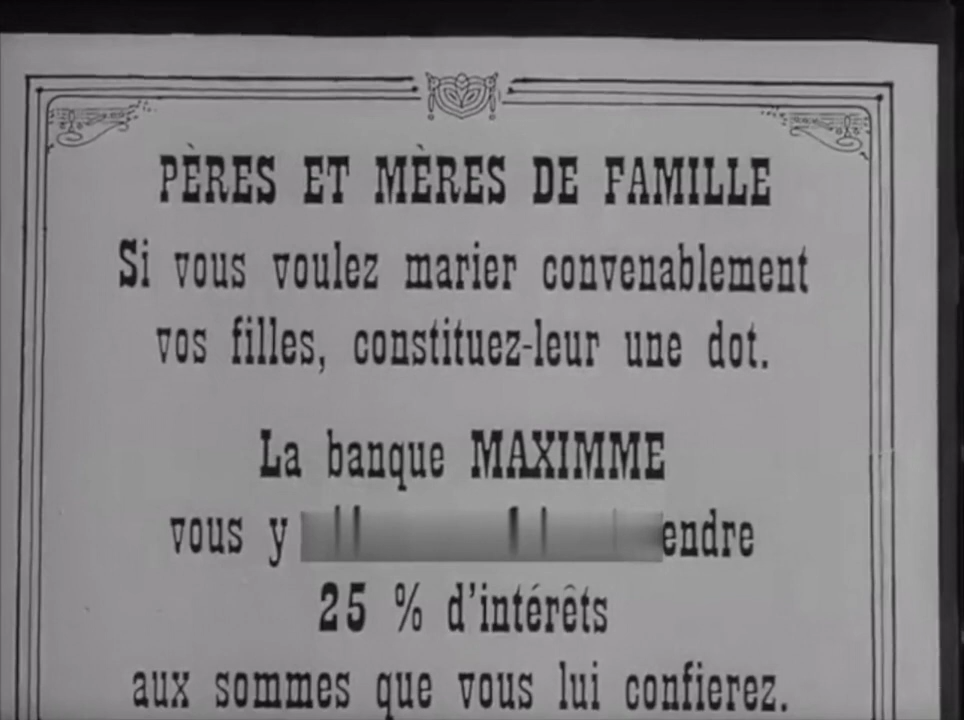 PÈRES ET MÈRES DE FAMILLE
Si vous voulez marier convenablement
vos filles, constituez-leur une dot.
La banque MAXIMME
vous y
25 % d'intérêts
aux sommes que vous lui confierez.